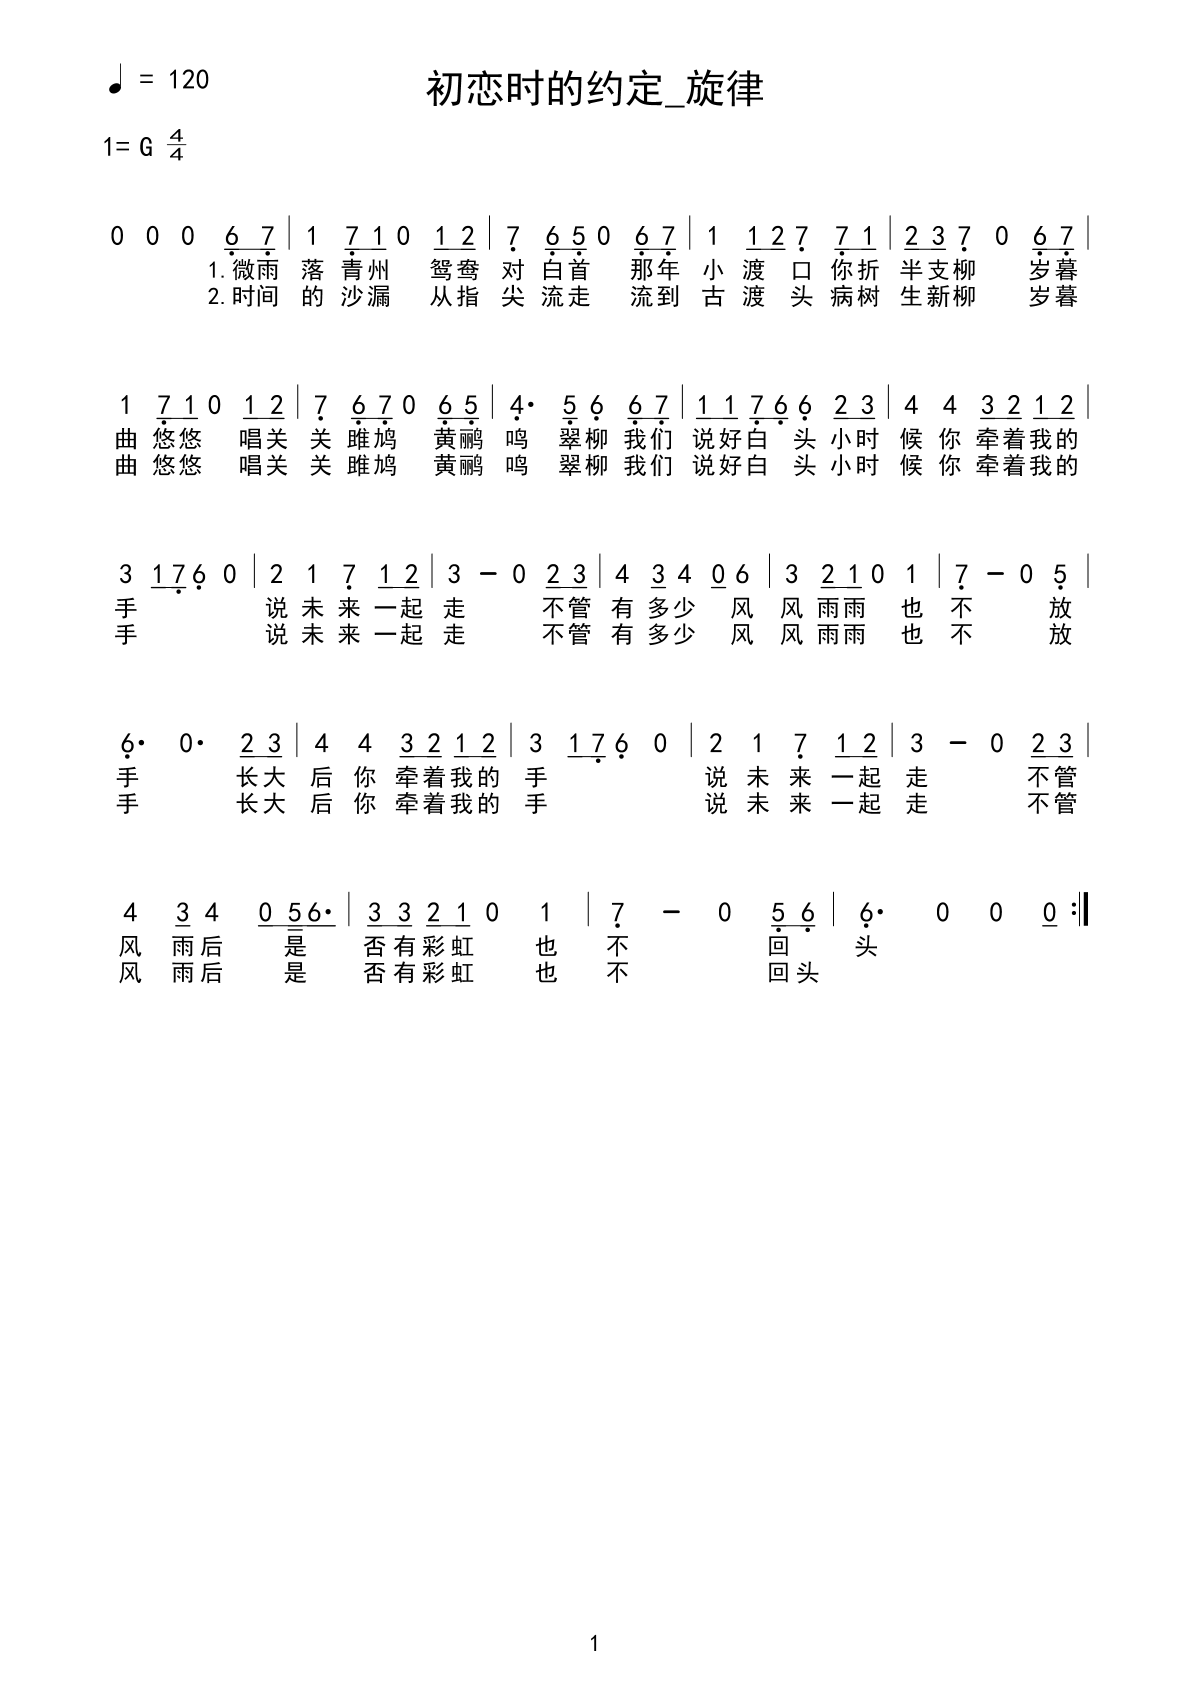 ♩ = 120
初恋时的约定_旋律
1= G 4/4
0 0 0 6 7 | 1 7 1 0 1 2 | 7 6 5 0 6 7 | 1 1 2 7 7 1 | 2 3 7 0 6 7 |
1.微雨 落 青州 鸳鸯 对 白首 那年 小 渡 口 你折 半支柳 岁暮
2.时间 的 沙漏 从指 尖 流走 流到 古 渡 头 病树 生新柳 岁暮
1 7 1 0 1 2 | 7 6 7 0 6 5 | 4· 5 6 6 7 | 1 1 7 6 6 2 3 | 4 4 3 2 1 2 |
曲 悠悠 唱关 关 雎鸠 黄鹂 鸣 翠柳 我们 说好白 头 小时 候 你 牵着我的
曲 悠悠 唱关 关 雎鸠 黄鹂 鸣 翠柳 我们 说好白 头 小时 候 你 牵着我的
3 1 7 6 0 | 2 1 7 1 2 | 3 – 0 2 3 | 4 3 4 0 6 | 3 2 1 0 1 | 7 – 0 5 |
手 说 未 来 一起 走 不管 有 多少 风 风 雨雨 也 不 放
手 说 未 来 一起 走 不管 有 多少 风 风 雨雨 也 不 放
6· 0· 2 3 | 4 4 3 2 1 2 | 3 1 7 6 0 | 2 1 7 1 2 | 3 – 0 2 3 |
手 长大 后 你 牵着我的 手 说 未 来 一起 走 不管
手 长大 后 你 牵着我的 手 说 未 来 一起 走 不管
4 3 4 0 5 6· | 3 3 2 1 0 1 | 7 – 0 5 6 | 6· 0 0 0 :|
风 雨后 是 否有彩虹 也 不 回 头
风 雨后 是 否有彩虹 也 不 回头
1